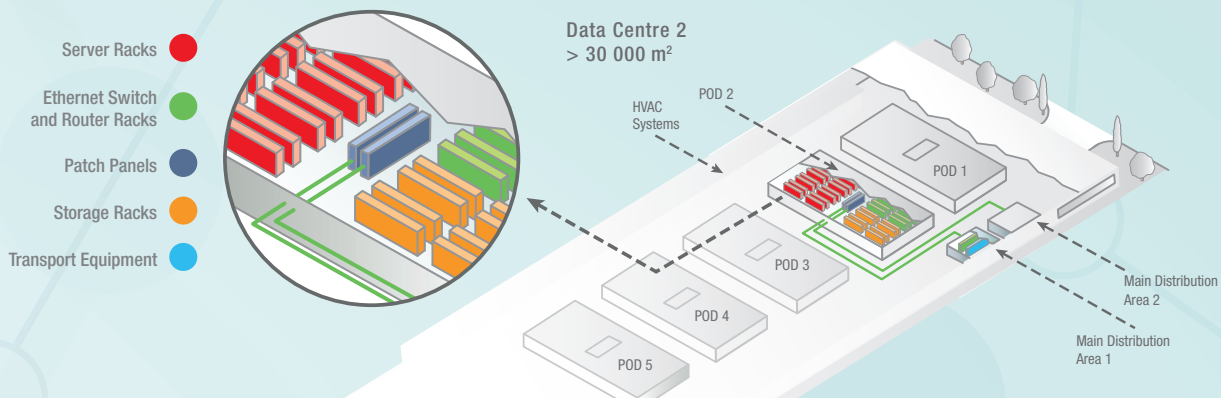 Server Racks
Ethernet Switch
and Router Racks
Patch Panels
Storage Racks
Transport Equipment
Data Centre 2
> 30 000 m²
HVAC
Systems
POD 2
POD 1
POD 3
POD 4
POD 5
Main Distribution
Area 2
Main Distribution
Area 1